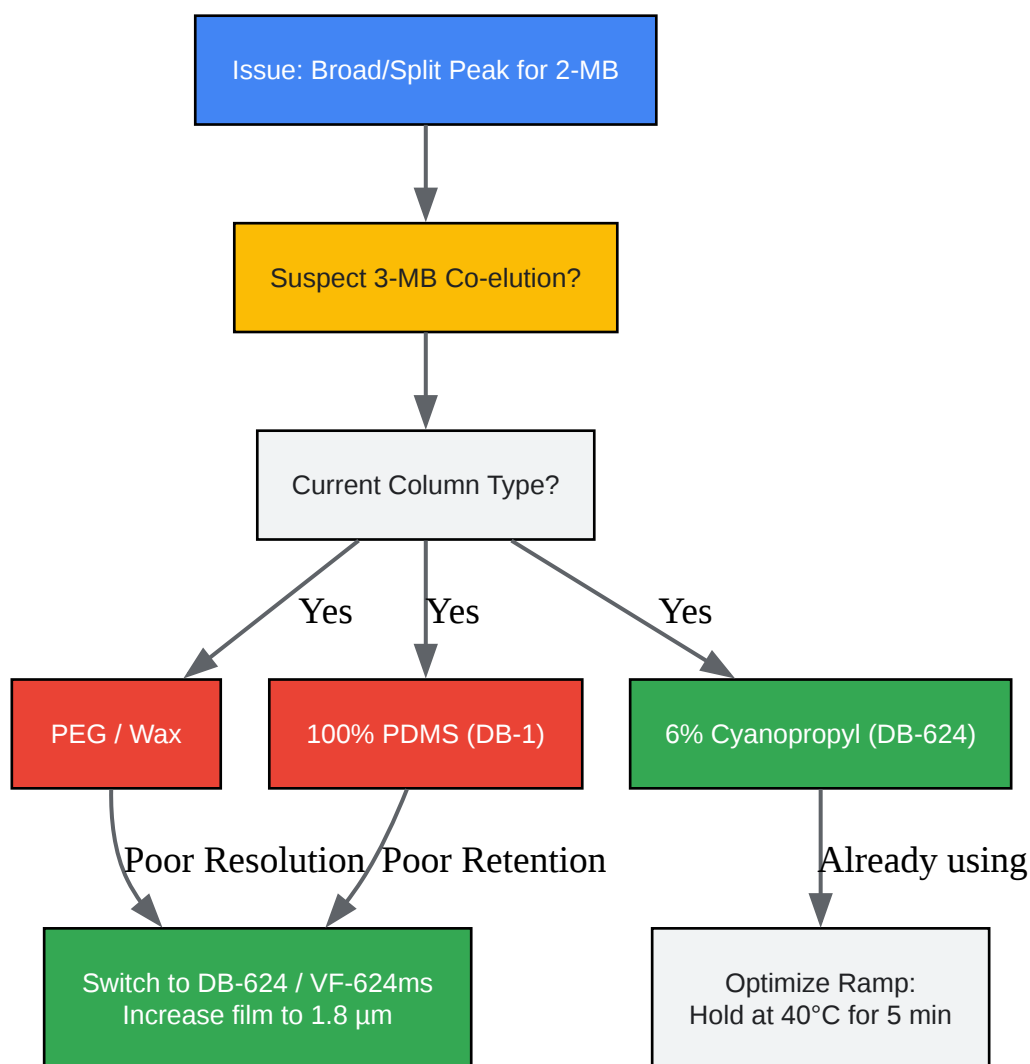 Issue: Broad/Split Peak for 2-MB
Suspect 3-MB Co-elution?
Current Column Type?
Yes
Yes
Yes
PEG / Wax
100% PDMS (DB-1)
6% Cyanopropyl (DB-624)
Poor Resolution
Poor Retention
Already using
Switch to DB-624 / VF-624ms
Increase film to 1.8 µm
Optimize Ramp:
Hold at 40°C for 5 min